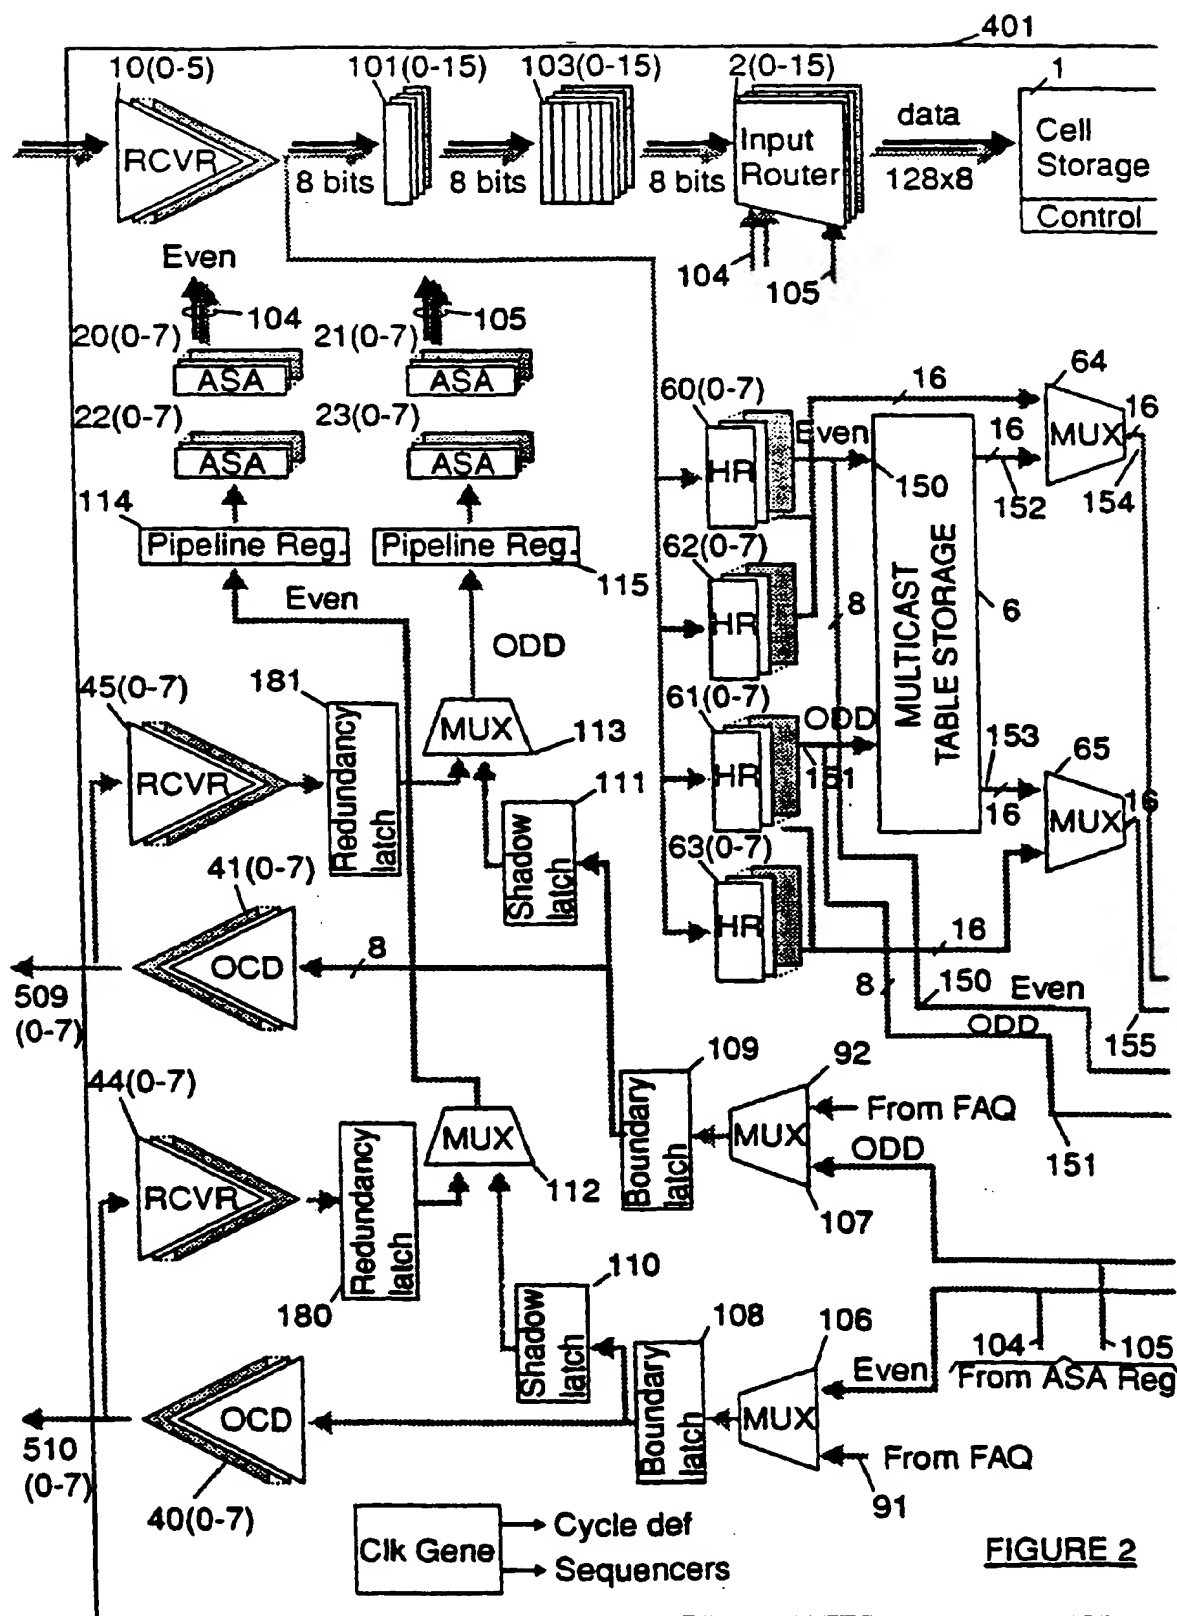 401
10(0-5)
101(0-15)
103(0-15)
2(0-15)
1
RCVR
8 bits
8 bits
8 bits
Input
Router
data
128x8
Cell
Storage
Control
104
105
Even
104
105
20(0-7)
21(0-7)
ASA
ASA
22(0-7)
23(0-7)
ASA
ASA
114
Pipeline Reg.
Pipeline Reg.
115
Even
ODD
60(0-7)
HR
Even
16
64
MUX
16
16
150
152
154
62(0-7)
HR
8
MULTICAST
TABLE STORAGE
6
61(0-7)
HR
ODD
151
153
16
65
MUX
16
63(0-7)
HR
16
8
150
Even
ODD
155
45(0-7)
RCVR
181
Redundancy
latch
MUX
113
111
Shadow
latch
41(0-7)
OCD
8
509
(0-7)
44(0-7)
RCVR
Redundancy
latch
180
MUX
112
109
Boundary
latch
92
MUX
From FAQ
ODD
107
151
110
Shadow
latch
108
Boundary
latch
106
MUX
Even
104
105
From ASA Reg
From FAQ
91
OCD
510
(0-7)
40(0-7)
Clk Gene
Cycle def
Sequencers
FIGURE 2